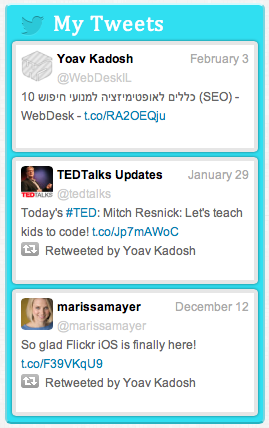 My Tweets
Yoav Kadosh February 3
@WebDeskIL
10 כללים לאופטימיזציה למנועי חיפוש (SEO) -
WebDesk - t.co/RA2OEQju
TEDTalks Updates January 29
@tedtalks
TEDTALKS
Today's #TED: Mitch Resnick: Let's teach
kids to code! t.co/Jp7mAWoC
Retweeted by Yoav Kadosh
marissamayer December 12
@marissamayer
So glad Flickr iOS is finally here!
t.co/F39VKqU9
Retweeted by Yoav Kadosh